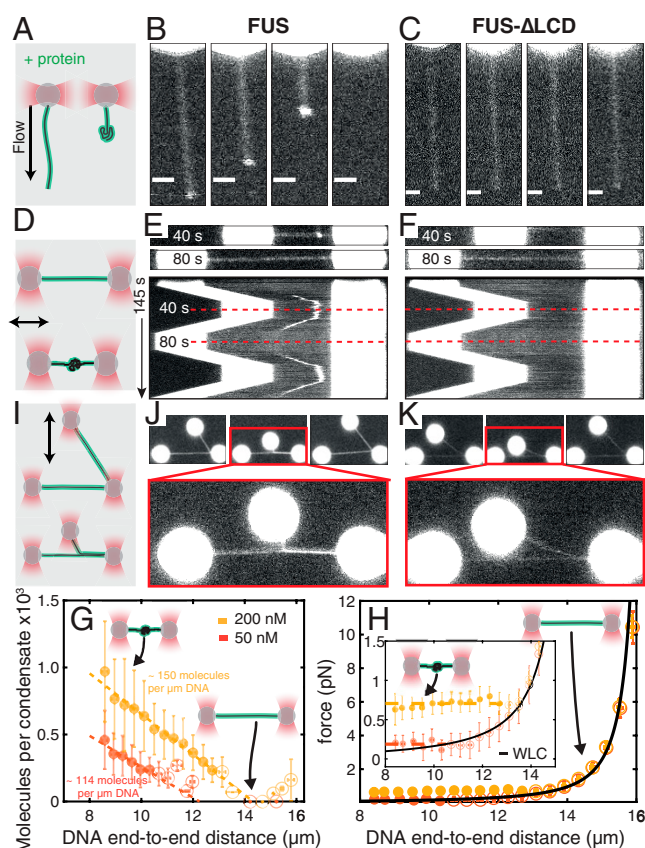 FUS
FUS-ΔLCD
A
+ protein
Flow
B
C
D
E
40 s
80 s
145 s
40 s
80 s
F
40 s
80 s
40 s
80 s
I
J
K
G
Molecules per condensate x10³
1.5
1.0
0.5
0
200 nM
50 nM
~ 150 molecules
per µm DNA
~ 114 molecules
per µm DNA
8 10 12 14 16
DNA end-to-end distance (µm)
H
force (pN)
12
10
8
6
4
2
1.5
1
0.5
0
8 10 12 14
WLC
8 10 12 14 16
DNA end-to-end distance (µm)